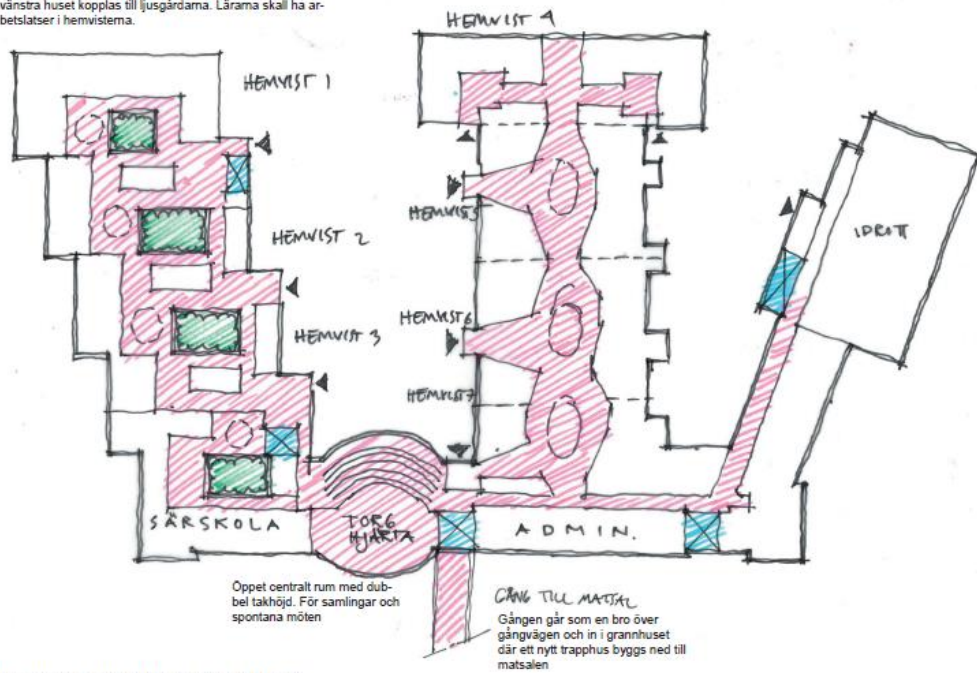 vänstra huset kopplas till ljusgårdarna. Lärarna skall ha ar-
betslatser i hemvisterna.
HEMVIST 4
HEMVIST 1
HEMVIST 5
IDROTT
HEMVIST 2
HEMVIST 6
HEMVIST 3
HEMVIST 7
SÄRSKOLA
TORG
HJÄRTA
ADMIN.
Öppet centralt rum med dub-
bel takhöjd. För samlingar och
spontana möten
GÅNG TILL MATSAL
Gången går som en bro över
gångvägen och in i grannhuset
där ett nytt trapphus byggs ned till
matsalen